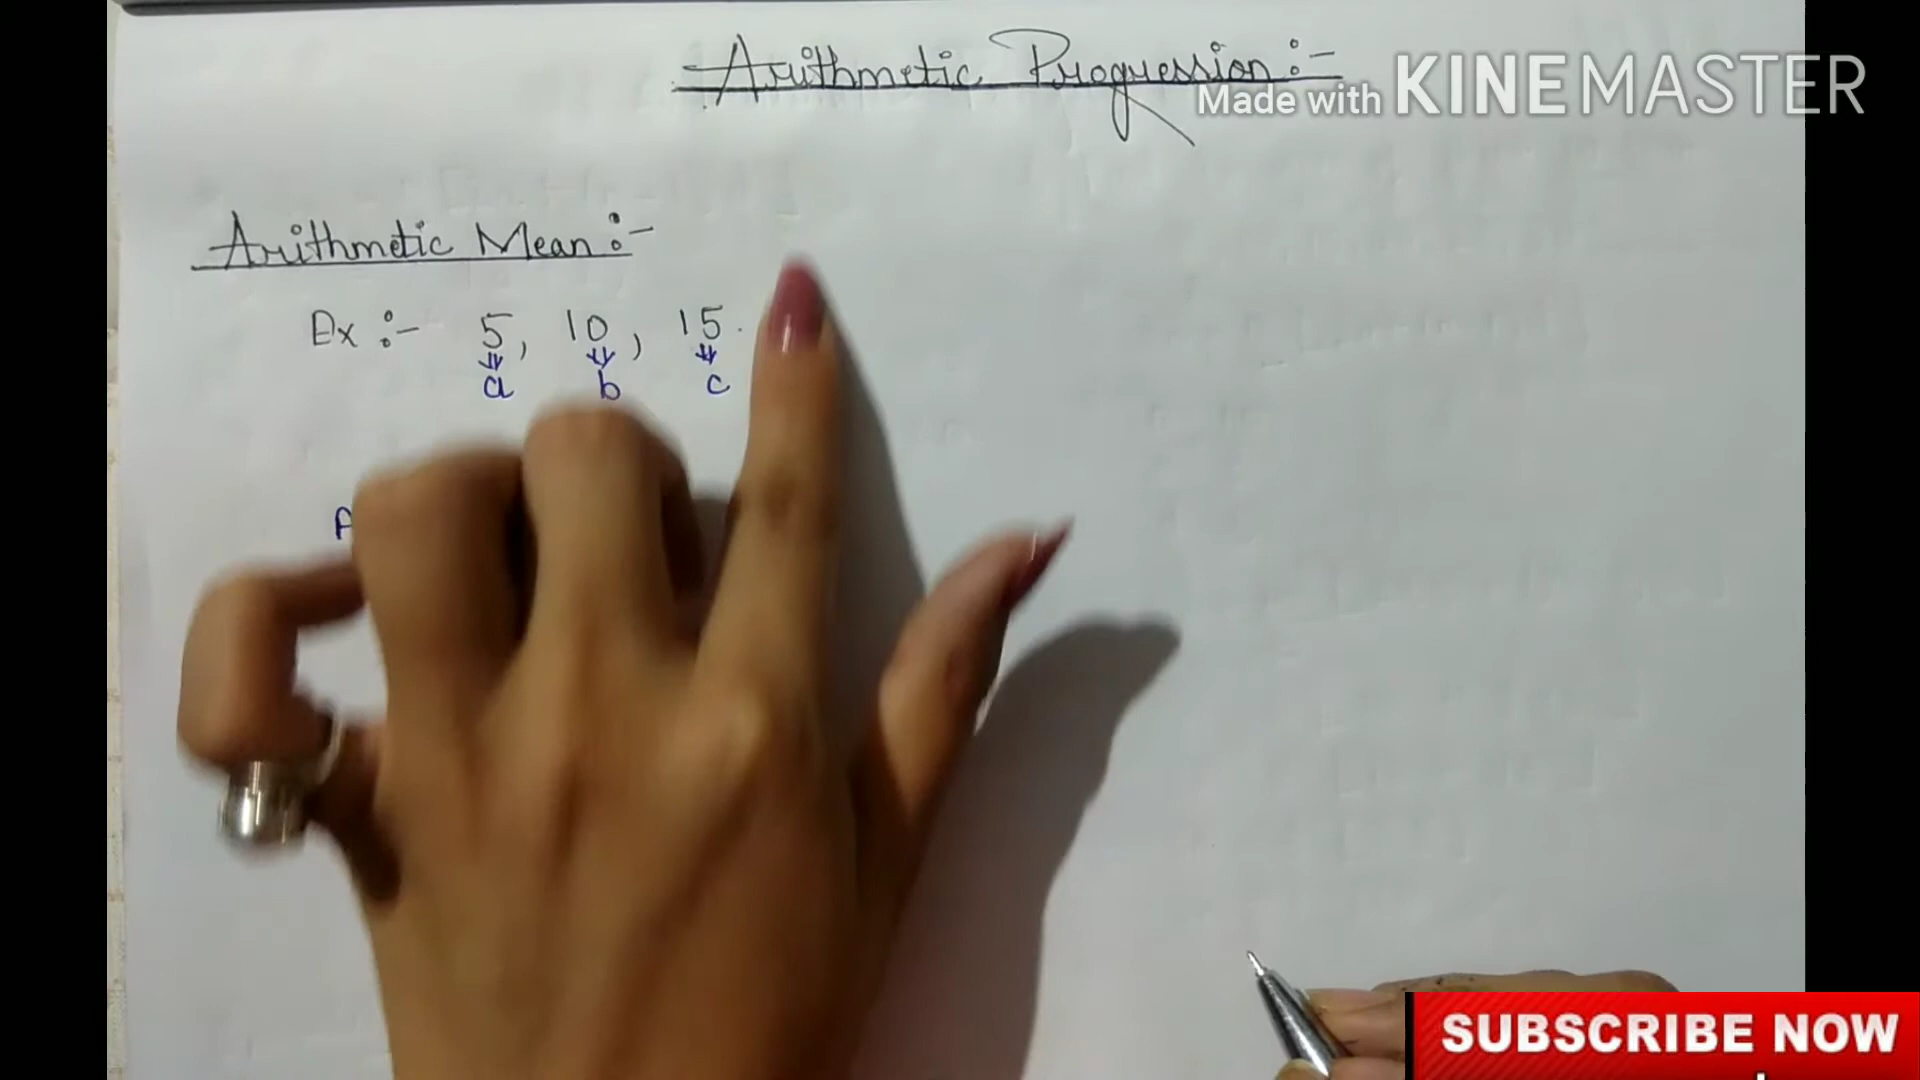 Arithmetic Progression :-
Made with KINEMASTER
Arithmetic Mean :-
Ex :- 5, 10, 15.
a b c
A
SUBSCRIBE NOW